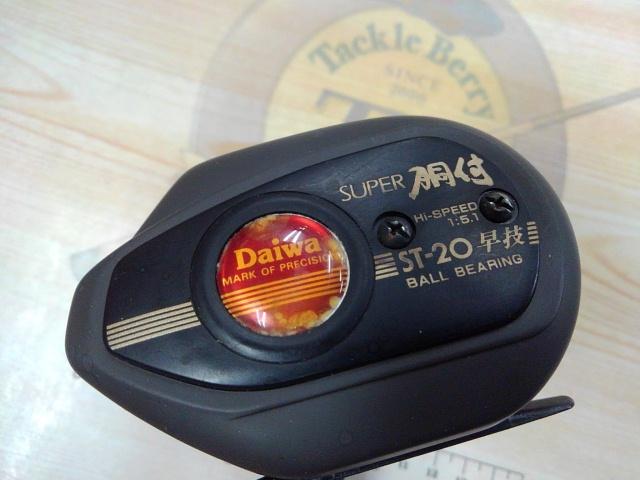 Tackle Berry
SINCE
SUPER 胴付
Hi-SPEED
1:5.1
ST-20 早技
BALL BEARING
Daiwa
MARK OF PRECISION